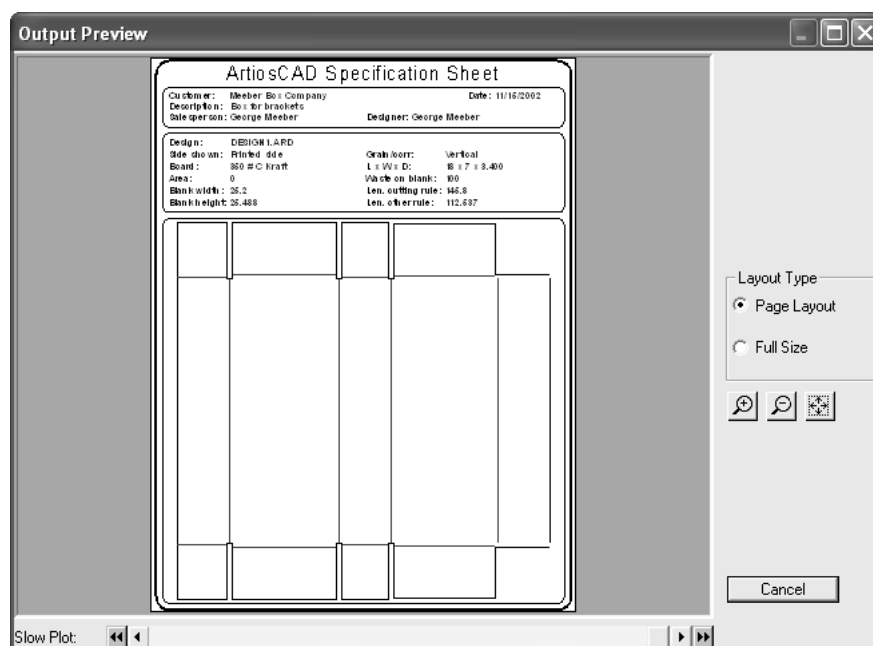 Output Preview
ArtiosCAD Specification Sheet
Customer: Meeber Box Company Date: 11/15/2002
Description: Box for brackets
Salesperson: George Meeber Designer: George Meeber
Design: DESIGN1.ARD
Side shown: Printed side Grain/corr: Vertical
Board: 350 # C Kraft L x W x D: 18 x 7 x 3.400
Area: 0 Waste on blank: 100
Blank width: 25.2 Len. cutting rule: 145.8
Blank height: 25.488 Len. other rule: 112.537
Layout Type
Page Layout
Full Size
Cancel
Slow Plot: